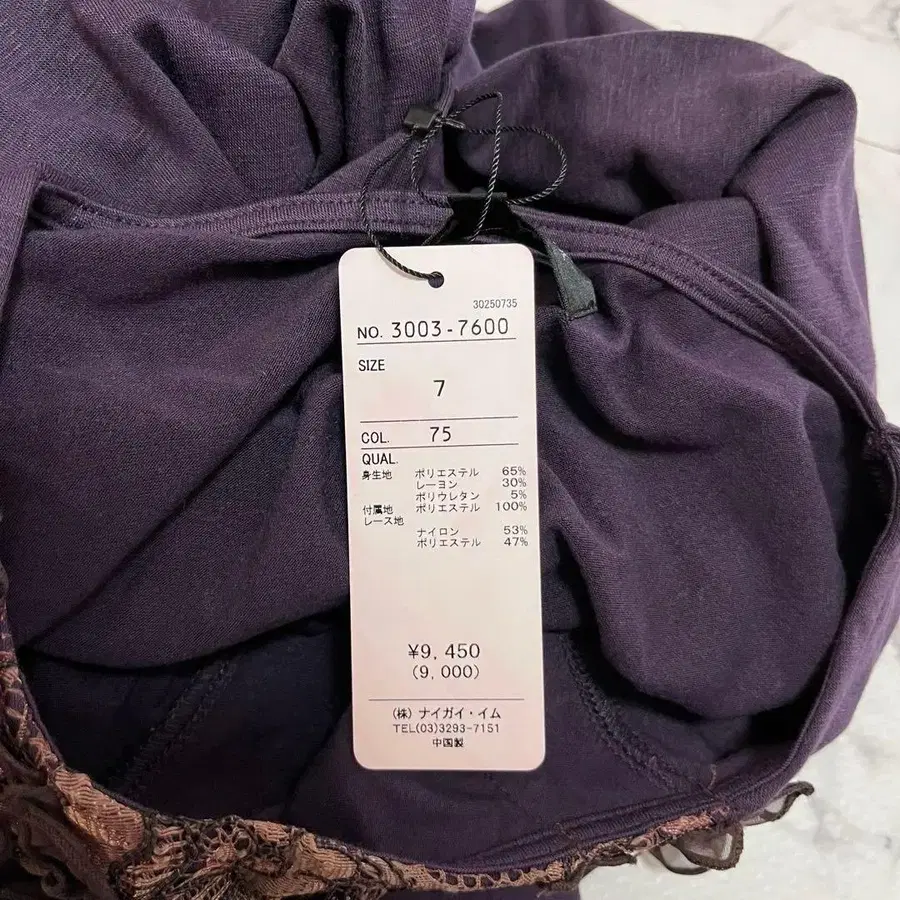 30250735
NO. 3003-7600
SIZE
7
COL. 75
QUAL.
身生地 ポリエステル 65%
レーヨン 30%
ポリウレタン 5%
付属地 ポリエステル 100%
レース地
ナイロン 53%
ポリエステル 47%
¥9,450
(9,000)
(株) ナイガイ・イム
TEL(03)3293-7151
中国製